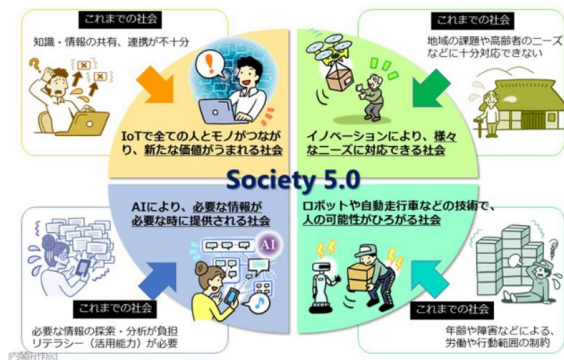 これまでの社会
知識・情報の共有、連携が不十分
これまでの社会
地域の課題や高齢者のニーズ
などに十分対応できない
IoTで全ての人とモノがつなが
り、新たな価値がうまれる社会
イノベーションにより、様々
なニーズに対応できる社会
Society 5.0
AIにより、必要な情報が
必要な時に提供される社会
AI
ロボットや自動走行車などの技術で、
人の可能性がひろがる社会
これまでの社会
必要な情報の探索・分析が負担
リテラシー（活用能力）が必要
これまでの社会
年齢や障害などによる、
労働や行動範囲の制約